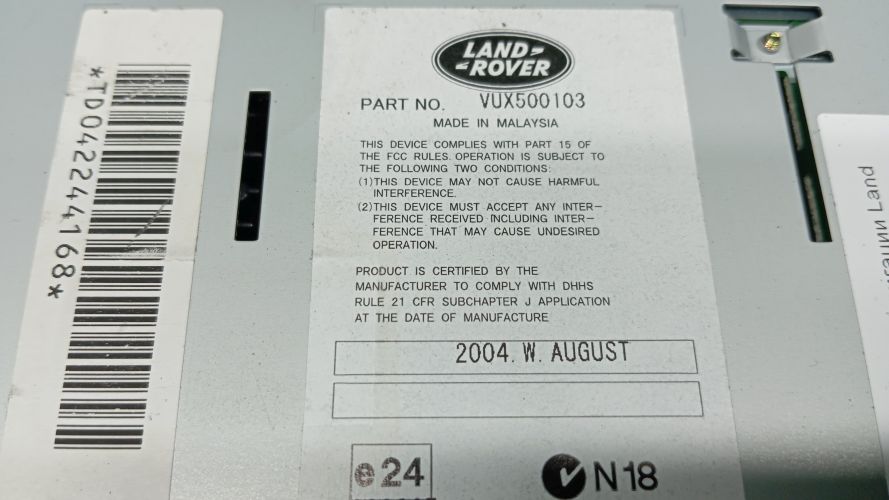 *TD0422441​68*
LAND-
-ROVER
PART NO. VUX500103
MADE IN MALAYSIA
THIS DEVICE COMPLIES WITH PART 15 OF
THE FCC RULES. OPERATION IS SUBJECT TO
THE FOLLOWING TWO CONDITIONS:
(1)THIS DEVICE MAY NOT CAUSE HARMFUL
INTERFERENCE.
(2)THIS DEVICE MUST ACCEPT ANY INTER-
FERENCE RECEIVED INCLUDING INTER-
FERENCE THAT MAY CAUSE UNDESIRED
OPERATION.
PRODUCT IS CERTIFIED BY THE
MANUFACTURER TO COMPLY WITH DHHS
RULE 21 CFR SUBCHAPTER J APPLICATION
AT THE DATE OF MANUFACTURE
2004. W. AUGUST
e24
N18
Land